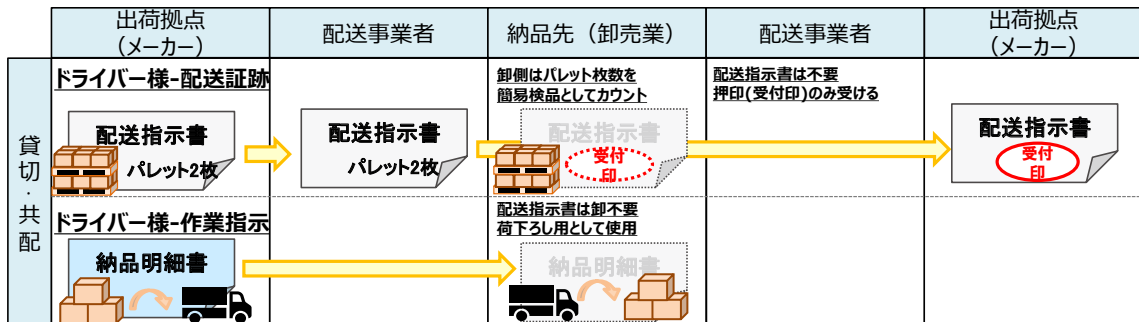 出荷拠点
(メーカー)
配送事業者
納品先（卸売業）
配送事業者
出荷拠点
(メーカー)
貸切・共配
ドライバー様-配送証跡
配送指示書
パレット2枚
配送指示書
パレット2枚
卸側はパレット枚数を
簡易検品としてカウント
配送指示書
受付
印
配送指示書は不要
押印(受付印)のみ受ける
配送指示書
受付
印
ドライバー様-作業指示
納品明細書
配送指示書は卸不要
荷下ろし用として使用
納品明細書